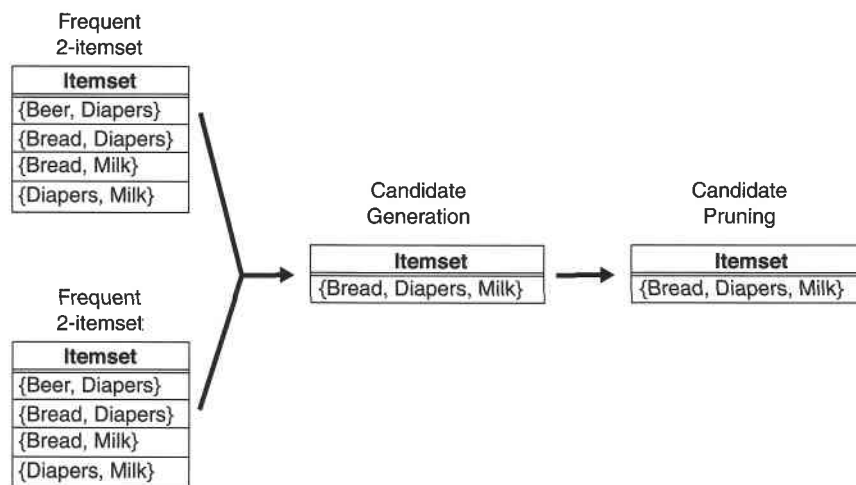 Frequent
2-itemset
Itemset
{Beer, Diapers}
{Bread, Diapers}
{Bread, Milk}
{Diapers, Milk}
Candidate
Generation
Itemset
{Bread, Diapers, Milk}
Candidate
Pruning
Itemset
{Bread, Diapers, Milk}
Frequent
2-itemset
Itemset
{Beer, Diapers}
{Bread, Diapers}
{Bread, Milk}
{Diapers, Milk}